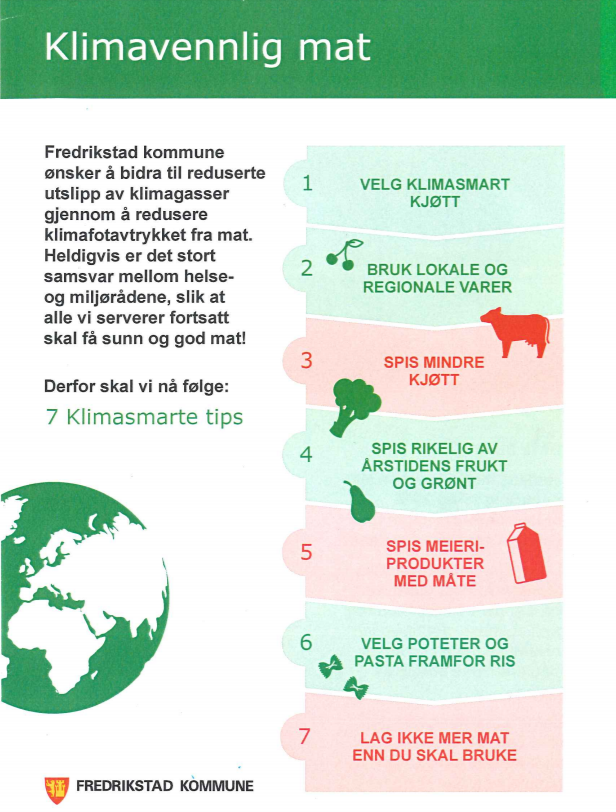 Klimavennlig mat
Fredrikstad kommune
ønsker å bidra til reduserte
utslipp av klimagasser
gjennom å redusere
klimafotavtrykket fra mat.
Heldigvis er det stort
samsvar mellom helse-
og miljørådene, slik at
alle vi serverer fortsatt
skal få sunn og god mat!
Derfor skal vi nå følge:
7 Klimasmarte tips
1
VELG KLIMASMART
KJØTT
2
BRUK LOKALE OG
REGIONALE VARER
3
SPIS MINDRE
KJØTT
4
SPIS RIKELIG AV
ÅRSTIDENS FRUKT
OG GRØNT
5
SPIS MEIERI-
PRODUKTER
MED MÅTE
6
VELG POTETER OG
PASTA FRAMFOR RIS
7
LAG IKKE MER MAT
ENN DU SKAL BRUKE
FREDRIKSTAD KOMMUNE